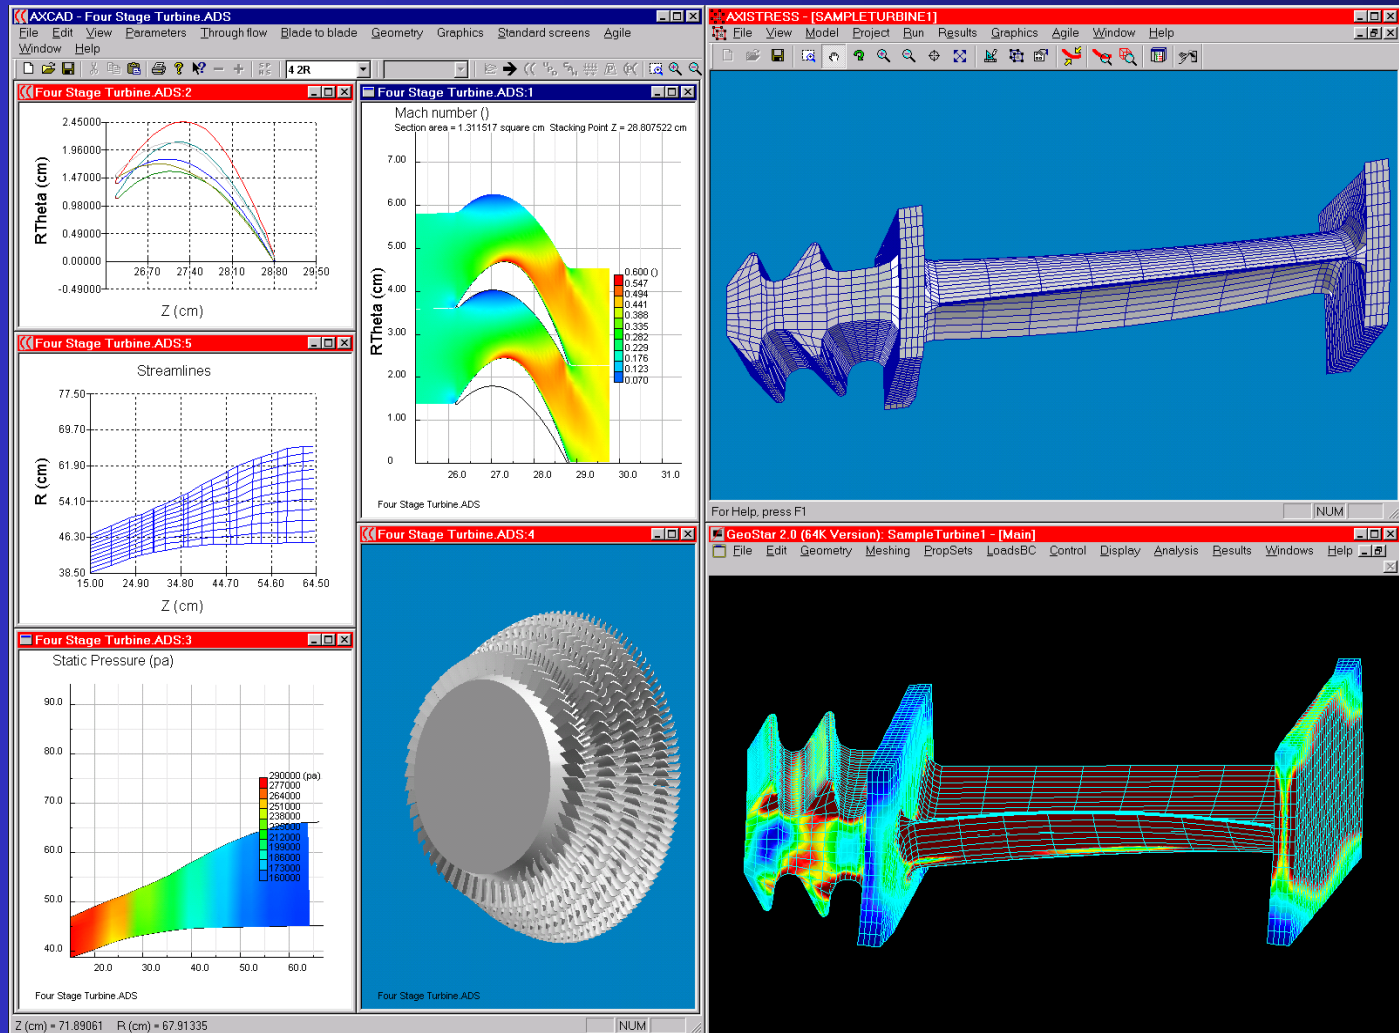 AXCAD - Four Stage Turbine.ADS
File Edit View Parameters Through flow Blade to blade Geometry Graphics Standard screens Agile
Window Help
4 2R
Four Stage Turbine.ADS:2
2.45000
1.96000
1.47000
0.98000
0.49000
0.00000
-0.49000
RTheta (cm)
26.70 27.40 28.10 28.80 29.50
Z (cm)
Four Stage Turbine.ADS:5
Streamlines
77.50
69.70
61.90
54.10
46.30
38.50
R (cm)
15.00 24.90 34.80 44.70 54.60 64.50
Z (cm)
Four Stage Turbine.ADS:3
Static Pressure (pa)
90.0
80.0
70.0
60.0
50.0
40.0
290000 (pa)
277000
264000
251000
238000
225000
212000
199000
186000
173000
160000
20.0 30.0 40.0 50.0 60.0
Four Stage Turbine.ADS
Four Stage Turbine.ADS:1
Mach number ()
Section area = 1.311517 square cm Stacking Point Z = 28.807522 cm
7.00
6.00
5.00
4.00
3.00
2.00
1.00
0
RTheta (cm)
0.600 ()
0.547
0.494
0.441
0.388
0.335
0.282
0.229
0.176
0.123
0.070
26.0 27.0 28.0 29.0 30.0 31.0
Four Stage Turbine.ADS
Four Stage Turbine.ADS:4
Four Stage Turbine.ADS
Z (cm) = 71.89061 R (cm) = 67.91335
NUM
AXISTRESS - [SAMPLETURBINE1]
File View Model Project Run Results Graphics Agile Window Help
For Help, press F1
NUM
GeoStar 2.0 (64K Version): SampleTurbine1 - [Main]
File Edit Geometry Meshing PropSets LoadsBC Control Display Analysis Results Windows Help